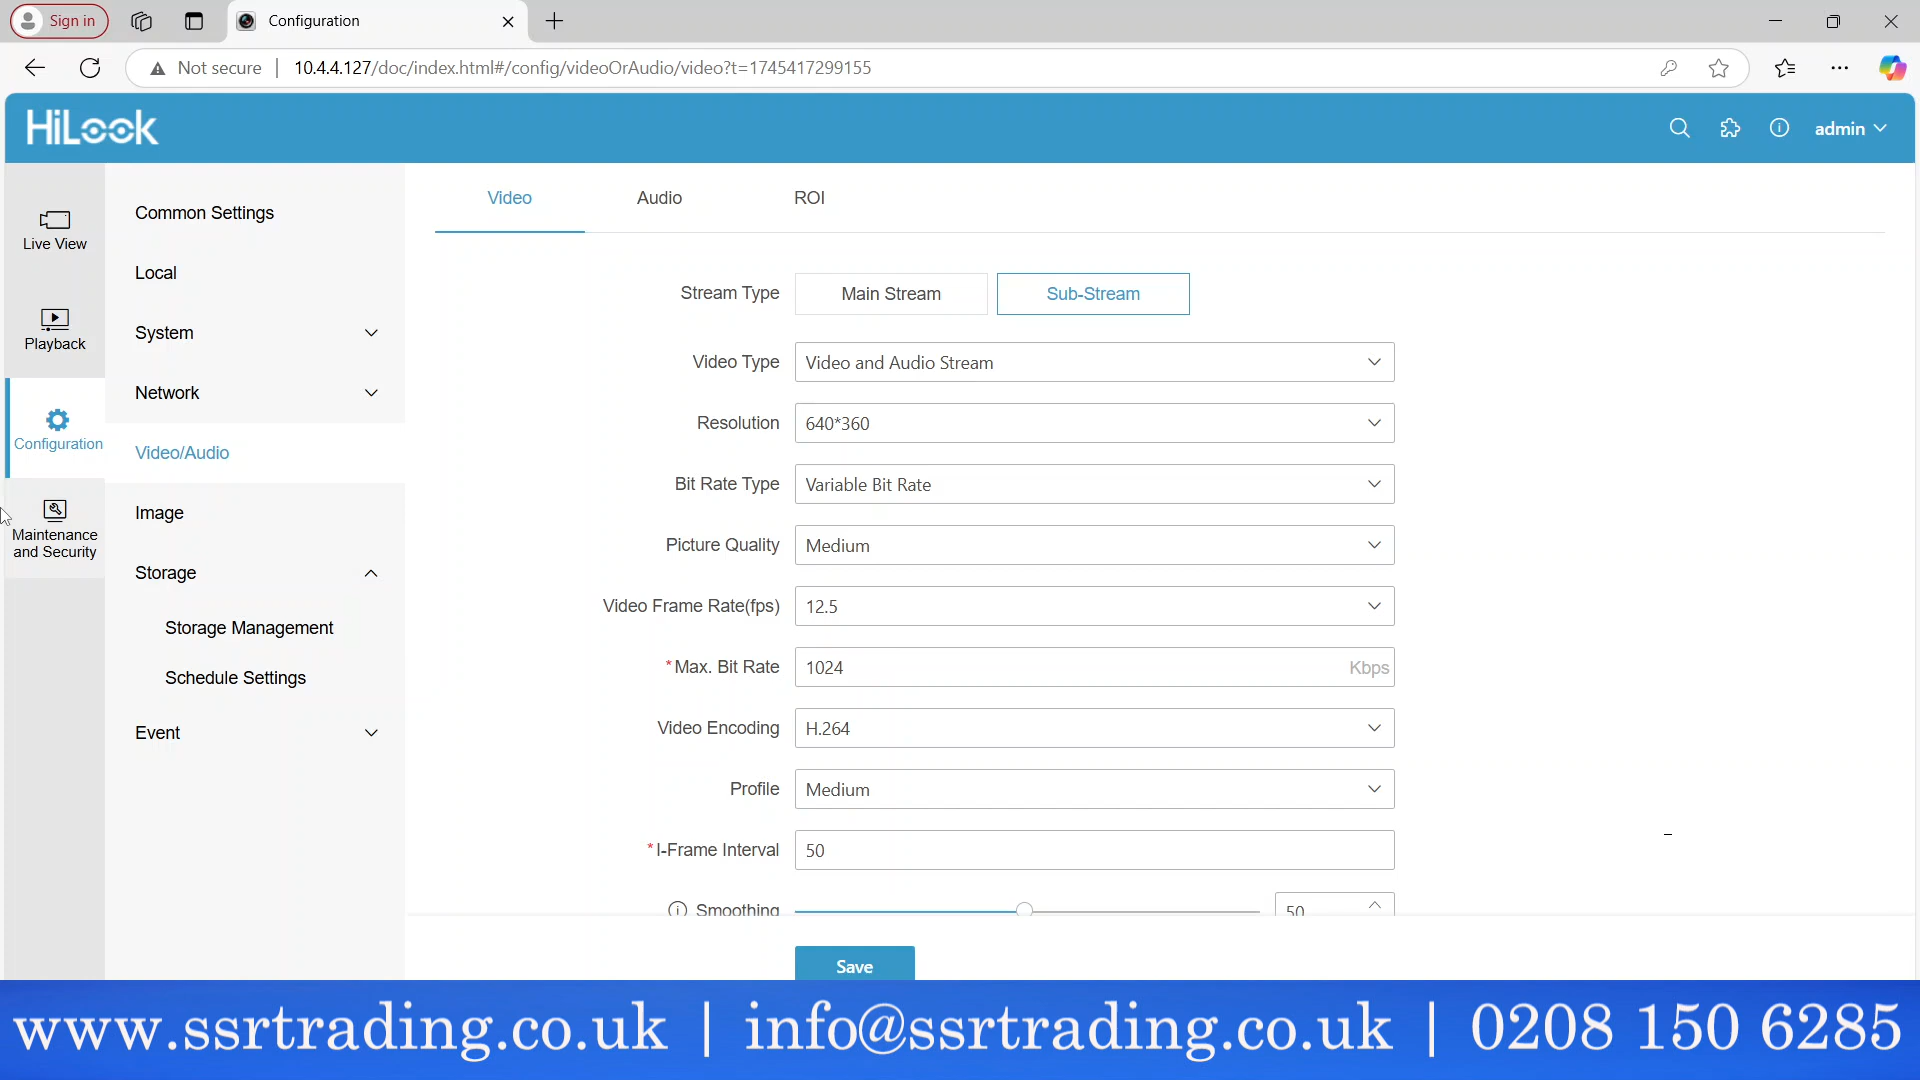 Sign in
Configuration
Not secure
10.4.4.127/doc/index.html#/config/videoOrAudio/video?t=1745417299155
HiLook
admin
Live View
Playback
Configuration
Maintenance
and Security
Common Settings
Local
System
Network
Video/Audio
Image
Storage
Storage Management
Schedule Settings
Event
Video Audio ROI
Stream Type Main Stream Sub-Stream
Video Type Video and Audio Stream
Resolution 640*360
Bit Rate Type Variable Bit Rate
Picture Quality Medium
Video Frame Rate(fps) 12.5
*Max. Bit Rate 1024 Kbps
Video Encoding H.264
Profile Medium
*I-Frame Interval 50
Smoothing 50
Save
www.ssrtrading.co.uk | info@ssrtrading.co.uk | 0208 150 6285